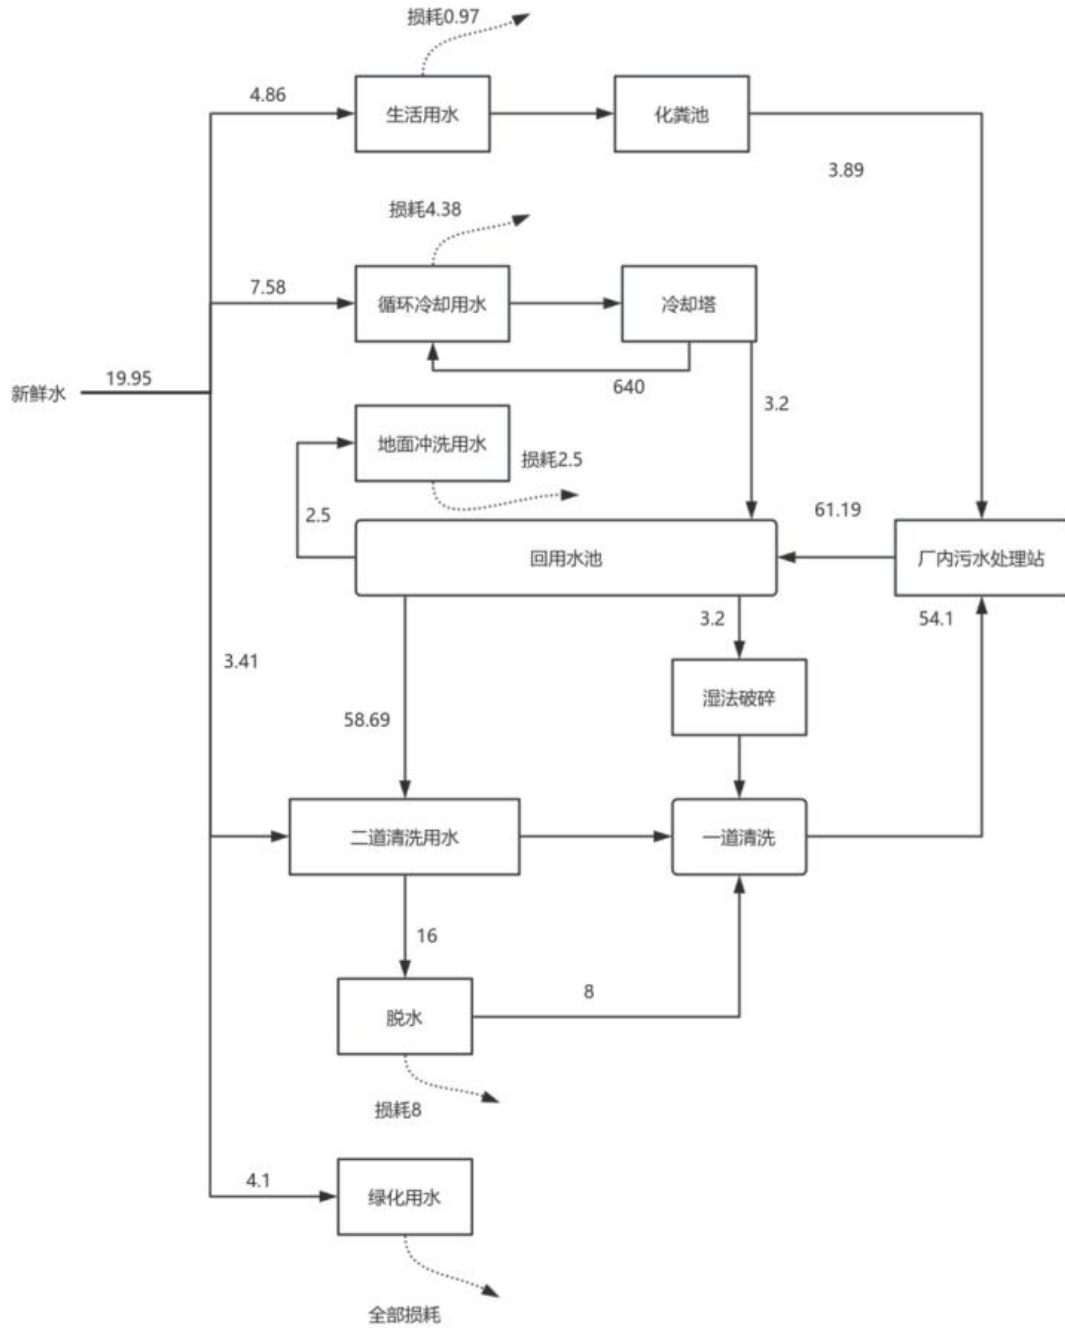 损耗0.97
4.86
生活用水
化粪池
3.89
损耗4.38
7.58
循环冷却用水
冷却塔
新鲜水
19.95
640
3.2
地面冲洗用水
损耗2.5
2.5
61.19
回用水池
厂内污水处理站
3.2
54.1
3.41
湿法破碎
58.69
二道清洗用水
一道清洗
16
脱水
8
损耗8
4.1
绿化用水
全部损耗